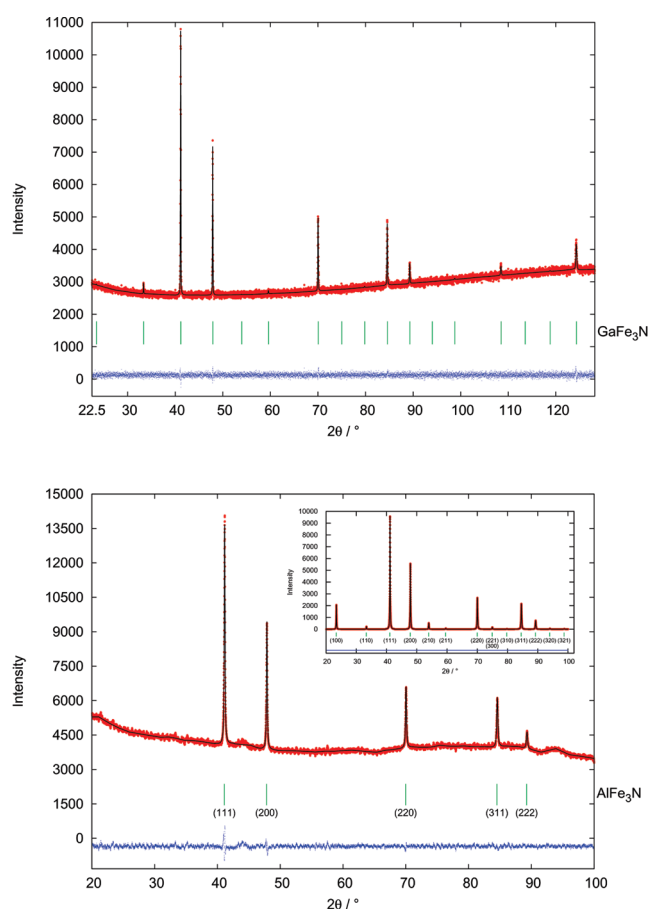 11000
10000
9000
8000
7000
6000
5000
4000
3000
2000
1000
0
Intensity
GaFe₃N
22.5 30 40 50 60 70 80 90 100 110 120
2θ / °
15000
13500
12000
10500
9000
7500
6000
4500
3000
1500
0
Intensity
10000
9000
8000
7000
6000
5000
4000
3000
2000
1000
0
Intensity
(100) (110) (111) (200) (210) (211) (220) (221) (310) (311) (222) (320) (321)
(300)
20 30 40 50 60 70 80 90 100
2θ / °
AlFe₃N
(111) (200) (220) (311) (222)
20 30 40 50 60 70 80 90 100
2θ / °